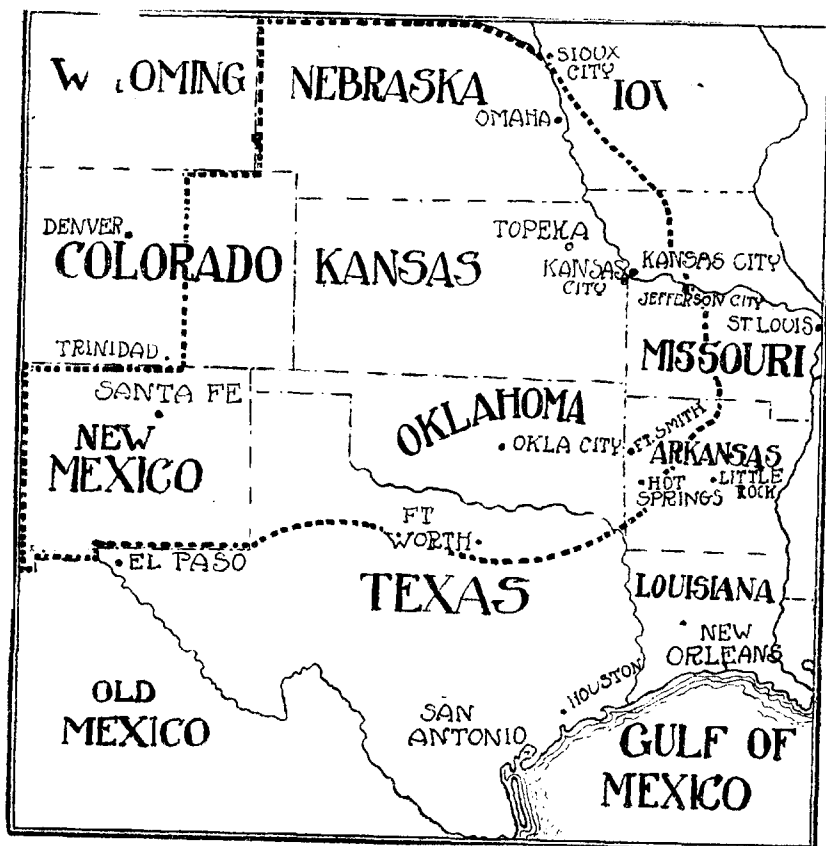 SIOUX
CITY
W OMING
NEBRASKA
IOW
OMAHA
DENVER
COLORADO
KANSAS
TOPEKA
KANSAS
CITY
KANSAS CITY
JEFFERSON CITY
ST LOUIS
MISSOURI
TRINIDAD
SANTA FE
NEW
MEXICO
OKLAHOMA
OKLA CITY
FT. SMITH
ARKANSAS
HOT
SPRINGS
LITTLE
ROCK
FT
WORTH
EL PASO
TEXAS
LOUISIANA
NEW
ORLEANS
HOUSTON
OLD
MEXICO
SAN
ANTONIO
GULF OF
MEXICO